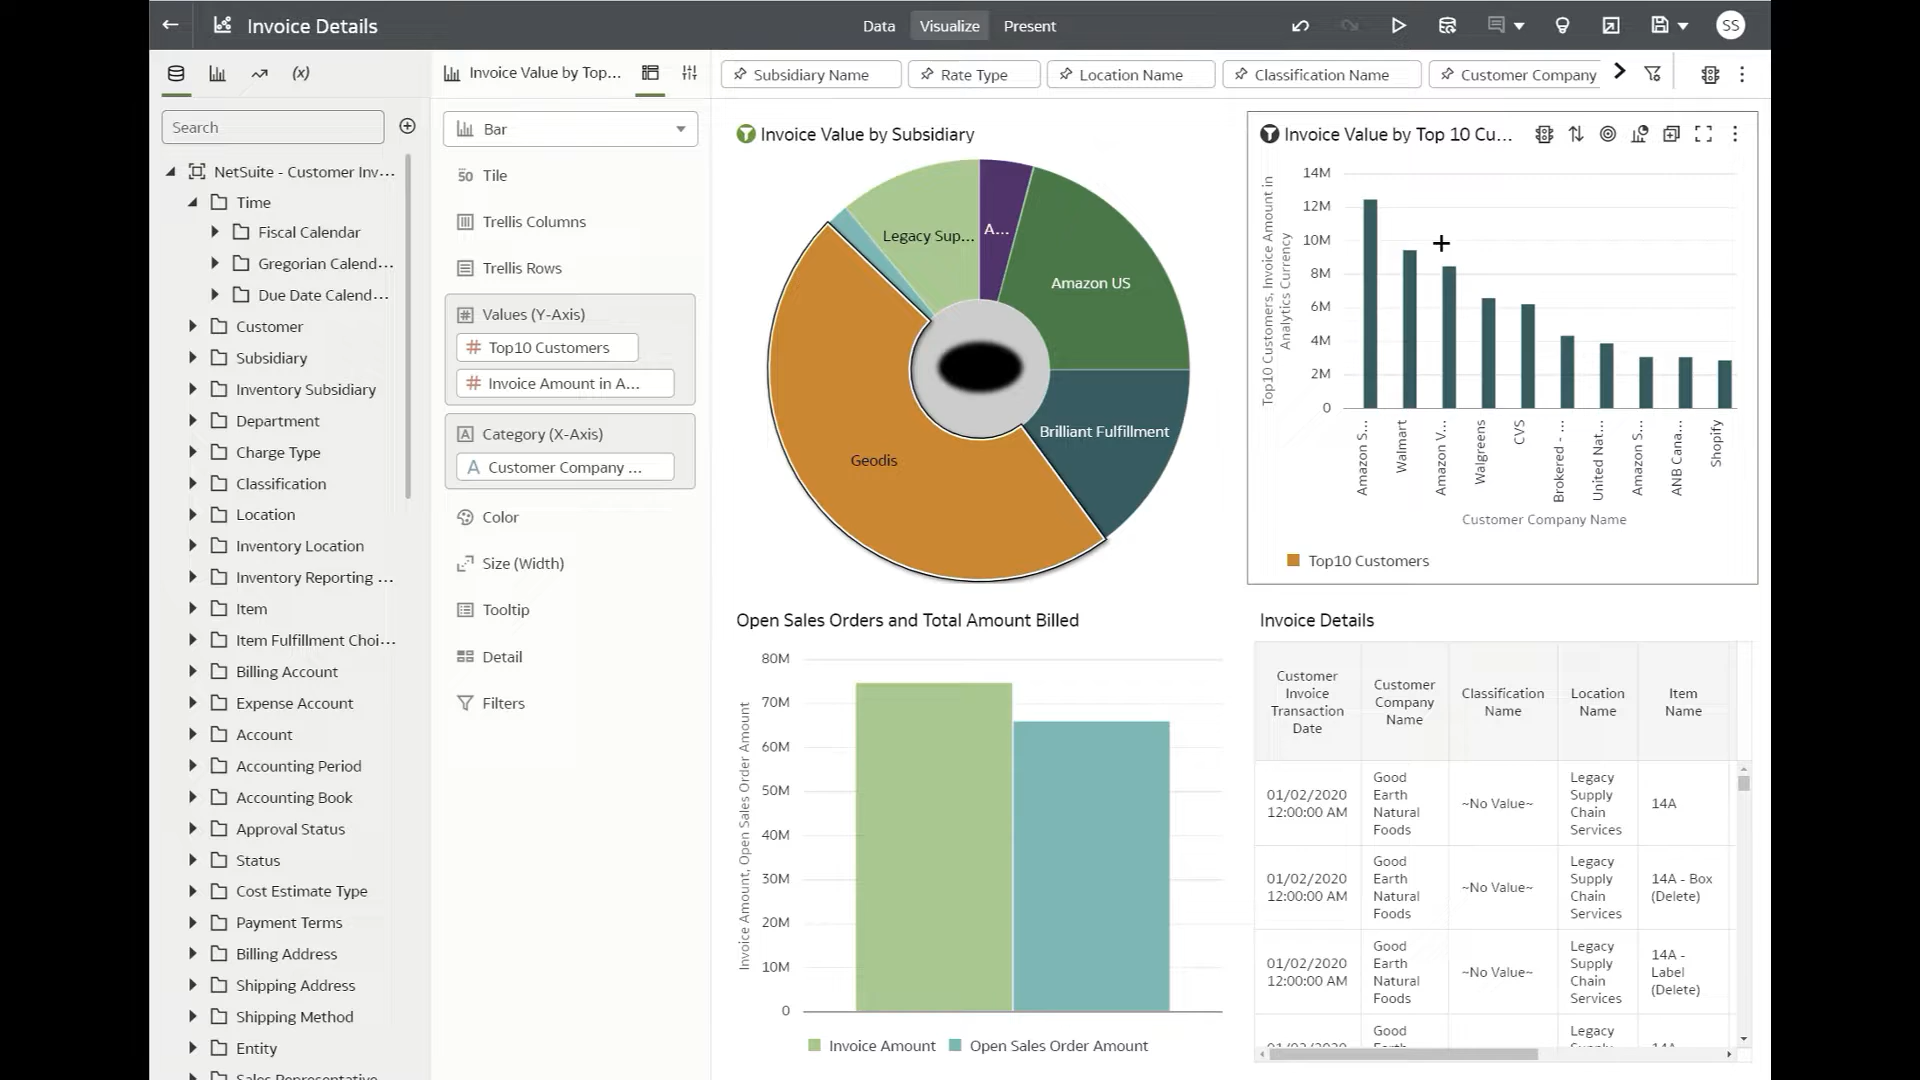 Invoice Details
Data
Visualize
Present
SS
(x)
Invoice Value by Top...
Subsidiary Name
Rate Type
Location Name
Classification Name
Customer Company
Search
NetSuite - Customer Inv...
Time
Fiscal Calendar
Gregorian Calend...
Due Date Calend...
Customer
Subsidiary
Inventory Subsidiary
Department
Charge Type
Classification
Location
Inventory Location
Inventory Reporting ...
Item
Item Fulfillment Choi...
Billing Account
Expense Account
Account
Accounting Period
Accounting Book
Approval Status
Status
Cost Estimate Type
Payment Terms
Billing Address
Shipping Address
Shipping Method
Entity
Sales Representative
Bar
50 Tile
Trellis Columns
Trellis Rows
# Values (Y-Axis)
# Top10 Customers
# Invoice Amount in A...
A Category (X-Axis)
A Customer Company ...
Color
Size (Width)
Tooltip
Detail
Filters
Invoice Value by Subsidiary
Legacy Sup...
A...
Amazon US
Brilliant Fulfillment
Geodis
Invoice Value by Top 10 Cu...
Top10 Customers, Invoice Amount in
Analytics Currency
14M
12M
10M
8M
6M
4M
2M
0
Amazon S...
Walmart
Amazon V...
Walgreens
CVS
Brokered - ...
United Nat...
Amazon S...
ANB Cana...
Shopify
Customer Company Name
Top10 Customers
Open Sales Orders and Total Amount Billed
Invoice Amount, Open Sales Order Amount
80M
70M
60M
50M
40M
30M
20M
10M
0
Invoice Amount
Open Sales Order Amount
Invoice Details
Customer
Invoice
Transaction
Date
Customer
Company
Name
Classification
Name
Location
Name
Item
Name
01/02/2020
12:00:00 AM
Good
Earth
Natural
Foods
~No Value~
Legacy
Supply
Chain
Services
14A
01/02/2020
12:00:00 AM
Good
Earth
Natural
Foods
~No Value~
Legacy
Supply
Chain
Services
14A - Box
(Delete)
01/02/2020
12:00:00 AM
Good
Earth
Natural
Foods
~No Value~
Legacy
Supply
Chain
Services
14A -
Label
(Delete)
Good
Legacy